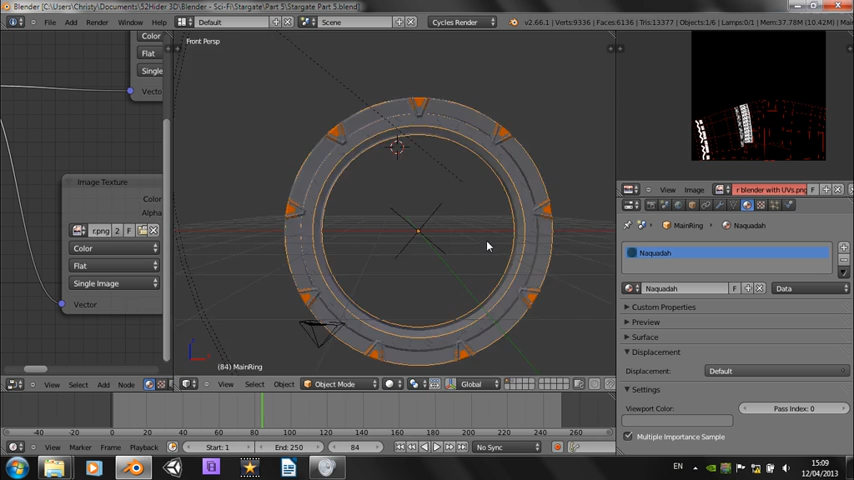 Blender [C:\Users\Christy\Documents\52Hider 3D\Blender - Sci-Fi\Stargate\Part 5\Stargate Part 5.blend]
File Add Render Window Help Default Scene Cycles Render v2.66.1 | Verts:9336 | Faces:6136 | Tris:13377 | Objects:1/6 | Lamps:0/1 | Mem:37.78M (10.42M) | MainRing
Color
Flat
Single
Vecto
Image Texture
Color
Alpha
r.png 2 F
Color
Flat
Single Image
Vector
View Select Add Node
Front Persp
(84) MainRing
View Select Object Object Mode Global
View Image r blender with UVs.png F
MainRing Naquadah
Naquadah
Naquadah F Data
Custom Properties
Preview
Surface
Displacement
Displacement: Default
Settings
Viewport Color: Pass Index: 0
Multiple Importance Sample
-40 -20 0 20 40 60 80 100 120 140 160 180 200 220 240 260
View Marker Frame Playback Start: 1 End: 250 84 No Sync
EN 15:09
12/04/2013